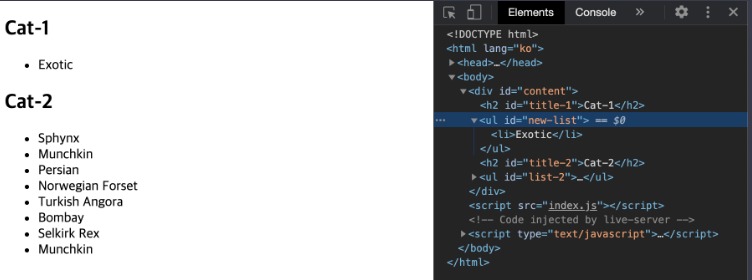 Cat-1
Exotic
Cat-2
Sphynx
Munchkin
Persian
Norwegian Forset
Turkish Angora
Bombay
Selkirk Rex
Munchkin
Elements Console »
<!DOCTYPE html>
<html lang="ko">
<head>…</head>
<body>
<div id="content">
<h2 id="title-1">Cat-1</h2>
<ul id="new-list"> == $0
<li>Exotic</li>
</ul>
<h2 id="title-2">Cat-2</h2>
<ul id="list-2">…</ul>
</div>
<script src="index.js"></script>
<!-- Code injected by live-server -->
<script type="text/javascript">…</script>
</body>
</html>